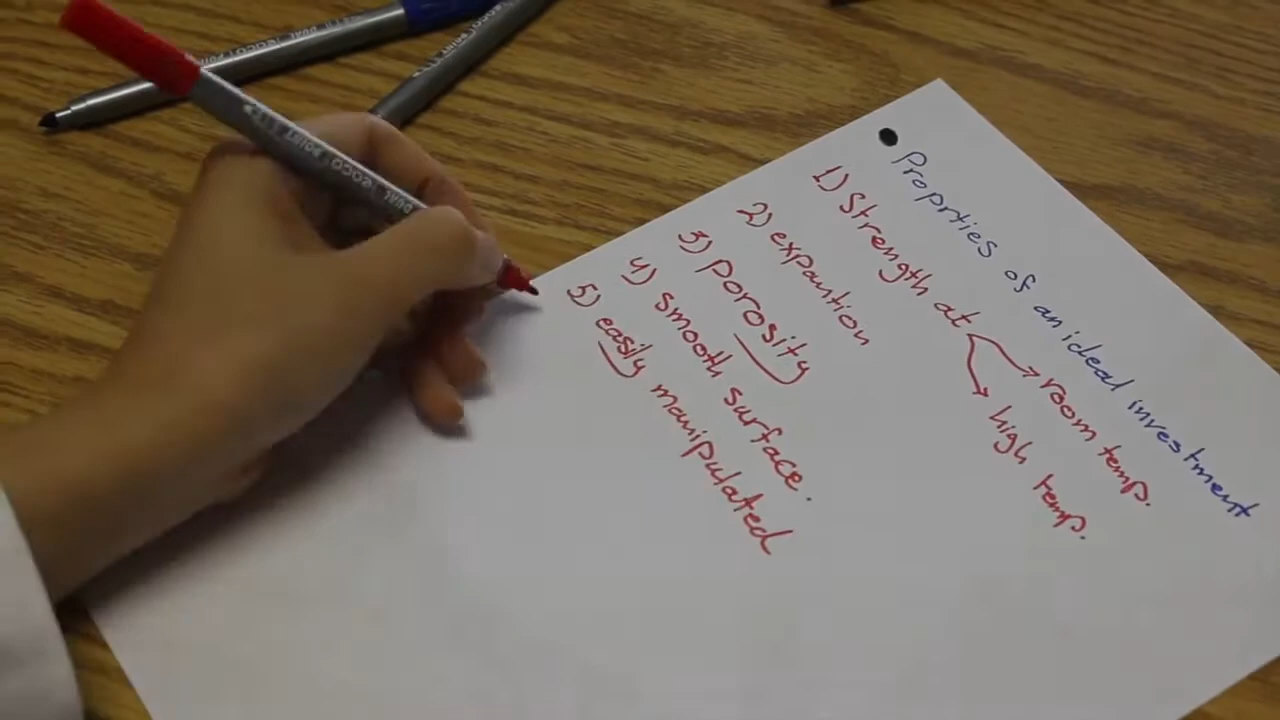 Proprties of an ideal investment
1) Strength at room temp.
high temp.
2) expantion
3) porosity
4) smooth surface.
5) easily manipulated